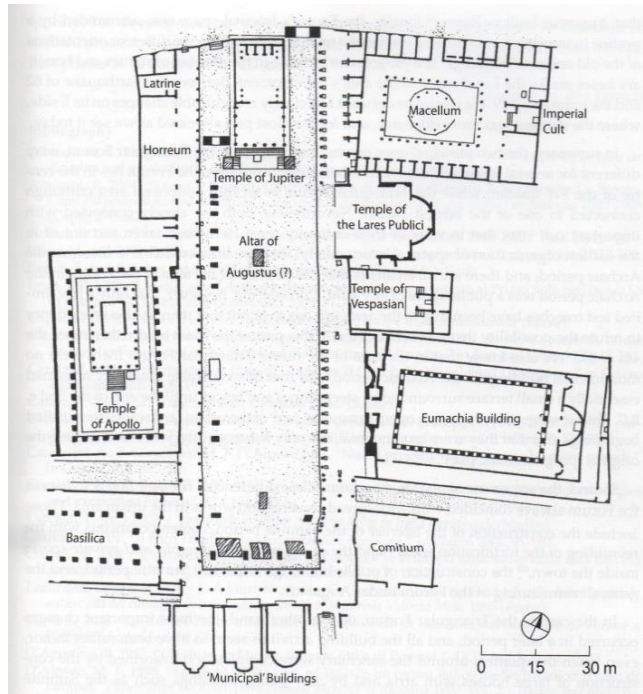 Latrine
Macellum
Imperial
Cult
Horreum
Temple of Jupiter
Temple of
the Lares Publici
Altar of
Augustus (?)
Temple of
Vespasian
Temple
of Apollo
Eumachia Building
Basilica
Comitium
'Municipal' Buildings
0 15 30 m